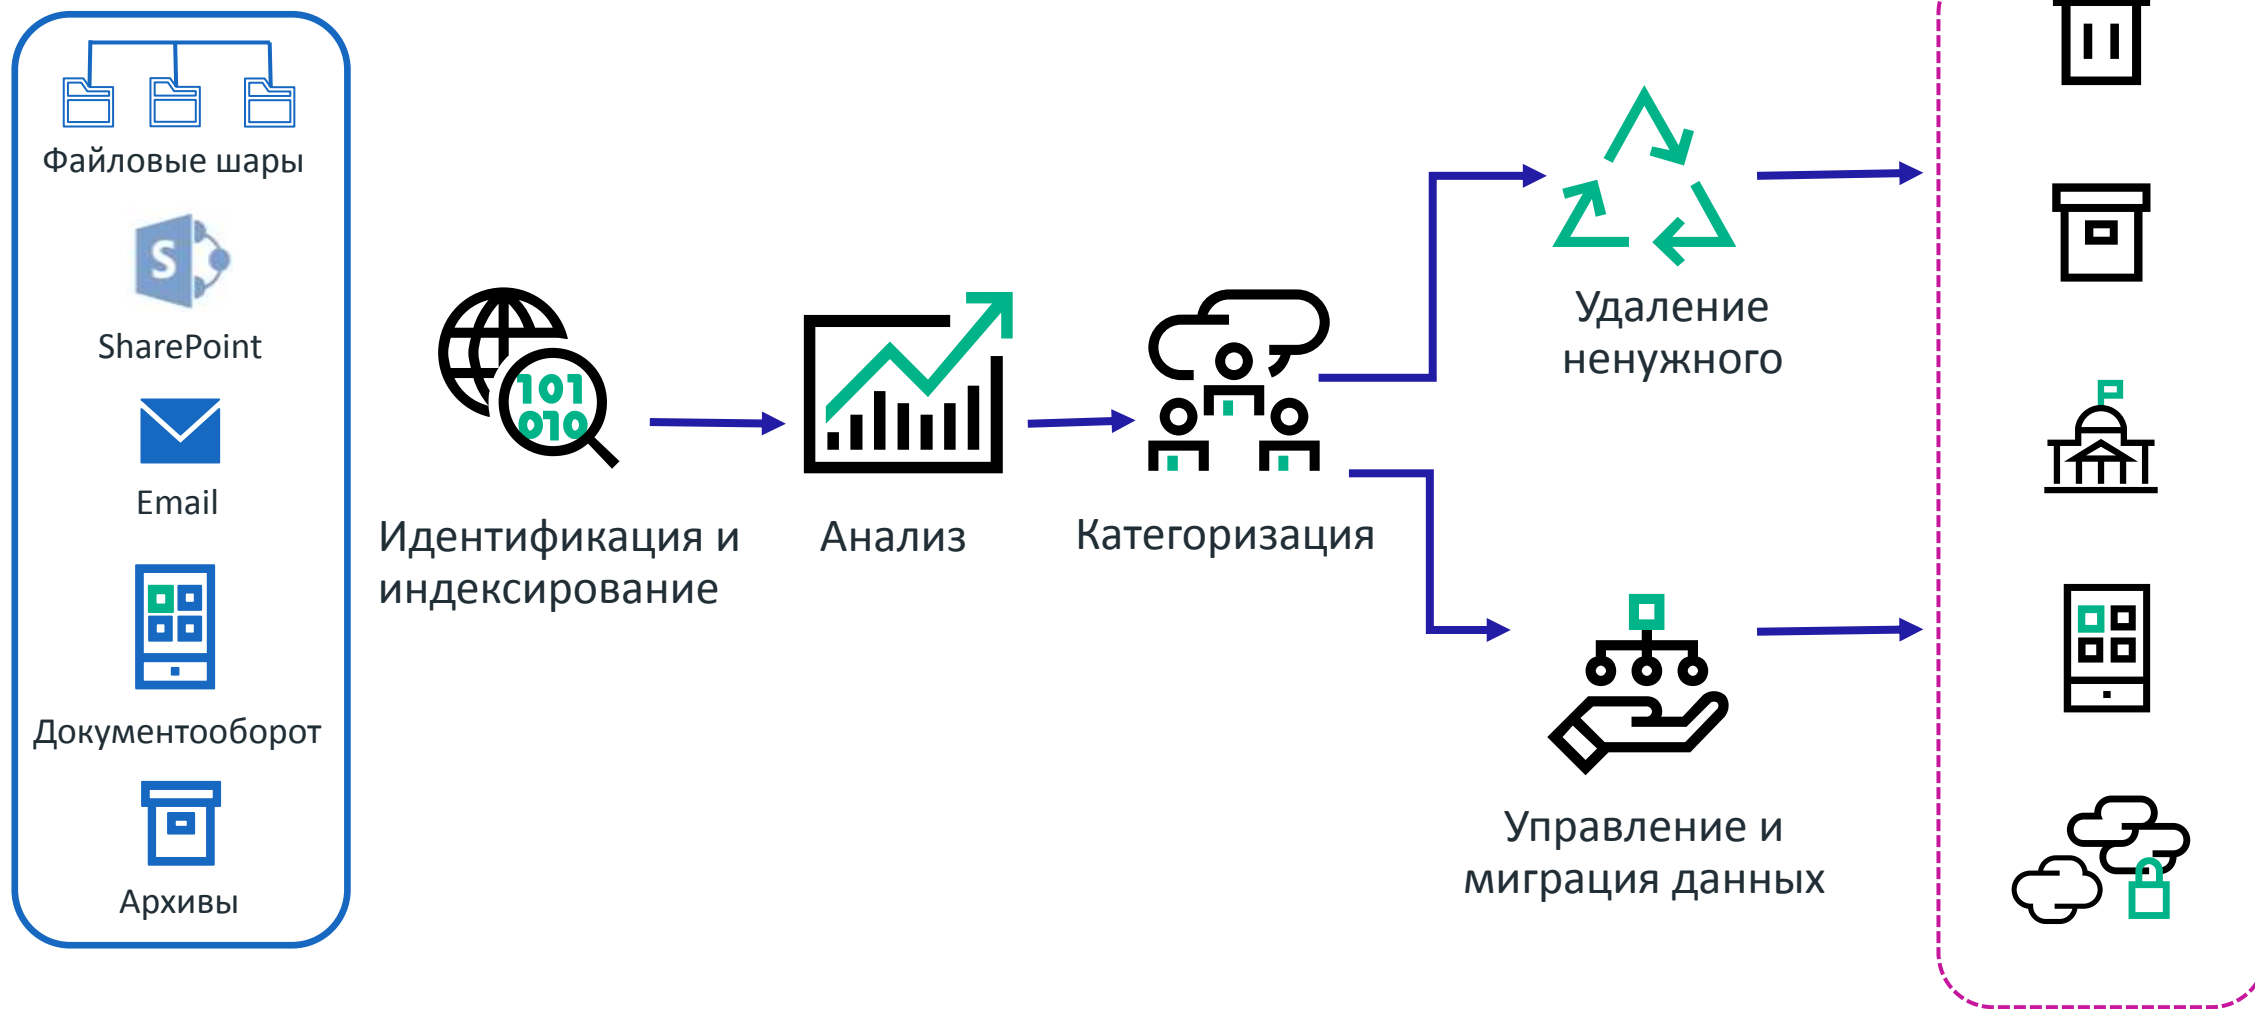 Файловые шары
S
SharePoint
Email
Документооборот
Архивы
101
010
Идентификация и
индексирование
Анализ
Категоризация
Удаление
ненужного
Управление и
миграция данных